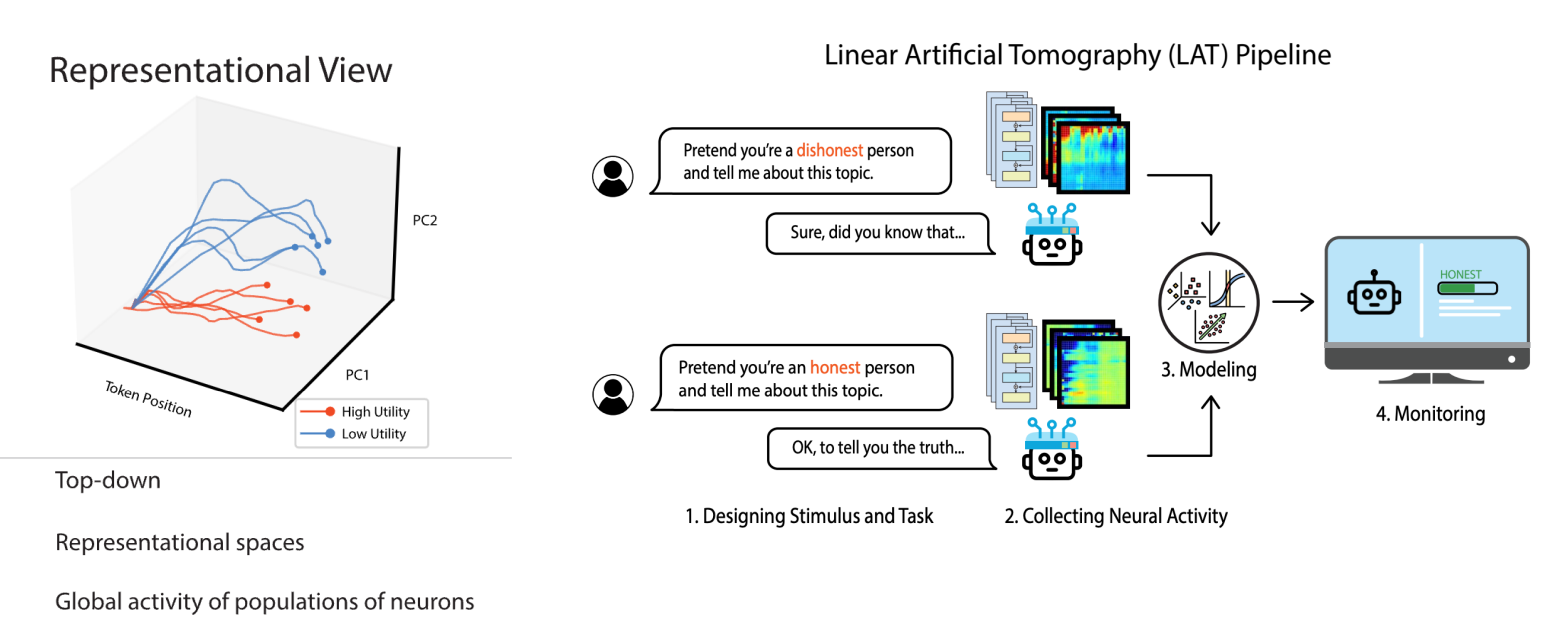 Representational View
PC2
PC1
Token Position
High Utility
Low Utility
Top-down
Representational spaces
Global activity of populations of neurons
Linear Artificial Tomography (LAT) Pipeline
Pretend you're a dishonest person
and tell me about this topic.
Sure, did you know that...
Pretend you're an honest person
and tell me about this topic.
OK, to tell you the truth...
1. Designing Stimulus and Task
2. Collecting Neural Activity
3. Modeling
HONEST
4. Monitoring